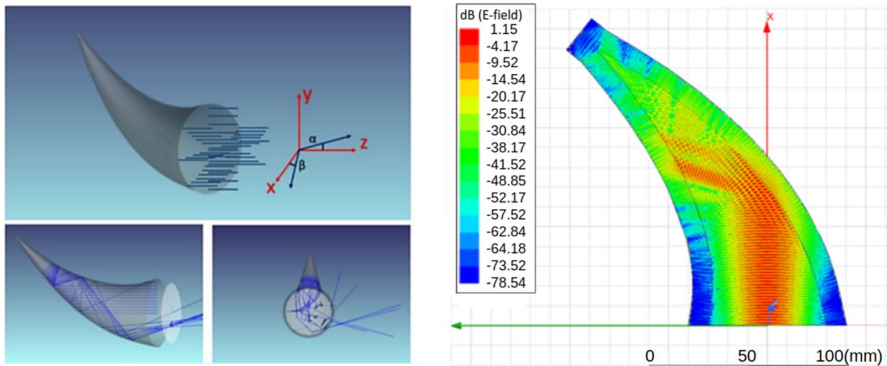 y
α
z
β
x
dB (E-field)
1.15
-4.17
-9.52
-14.54
-20.17
-25.51
-30.84
-38.17
-41.52
-48.85
-52.17
-57.52
-62.84
-64.18
-73.52
-78.54
x
0 50 100(mm)